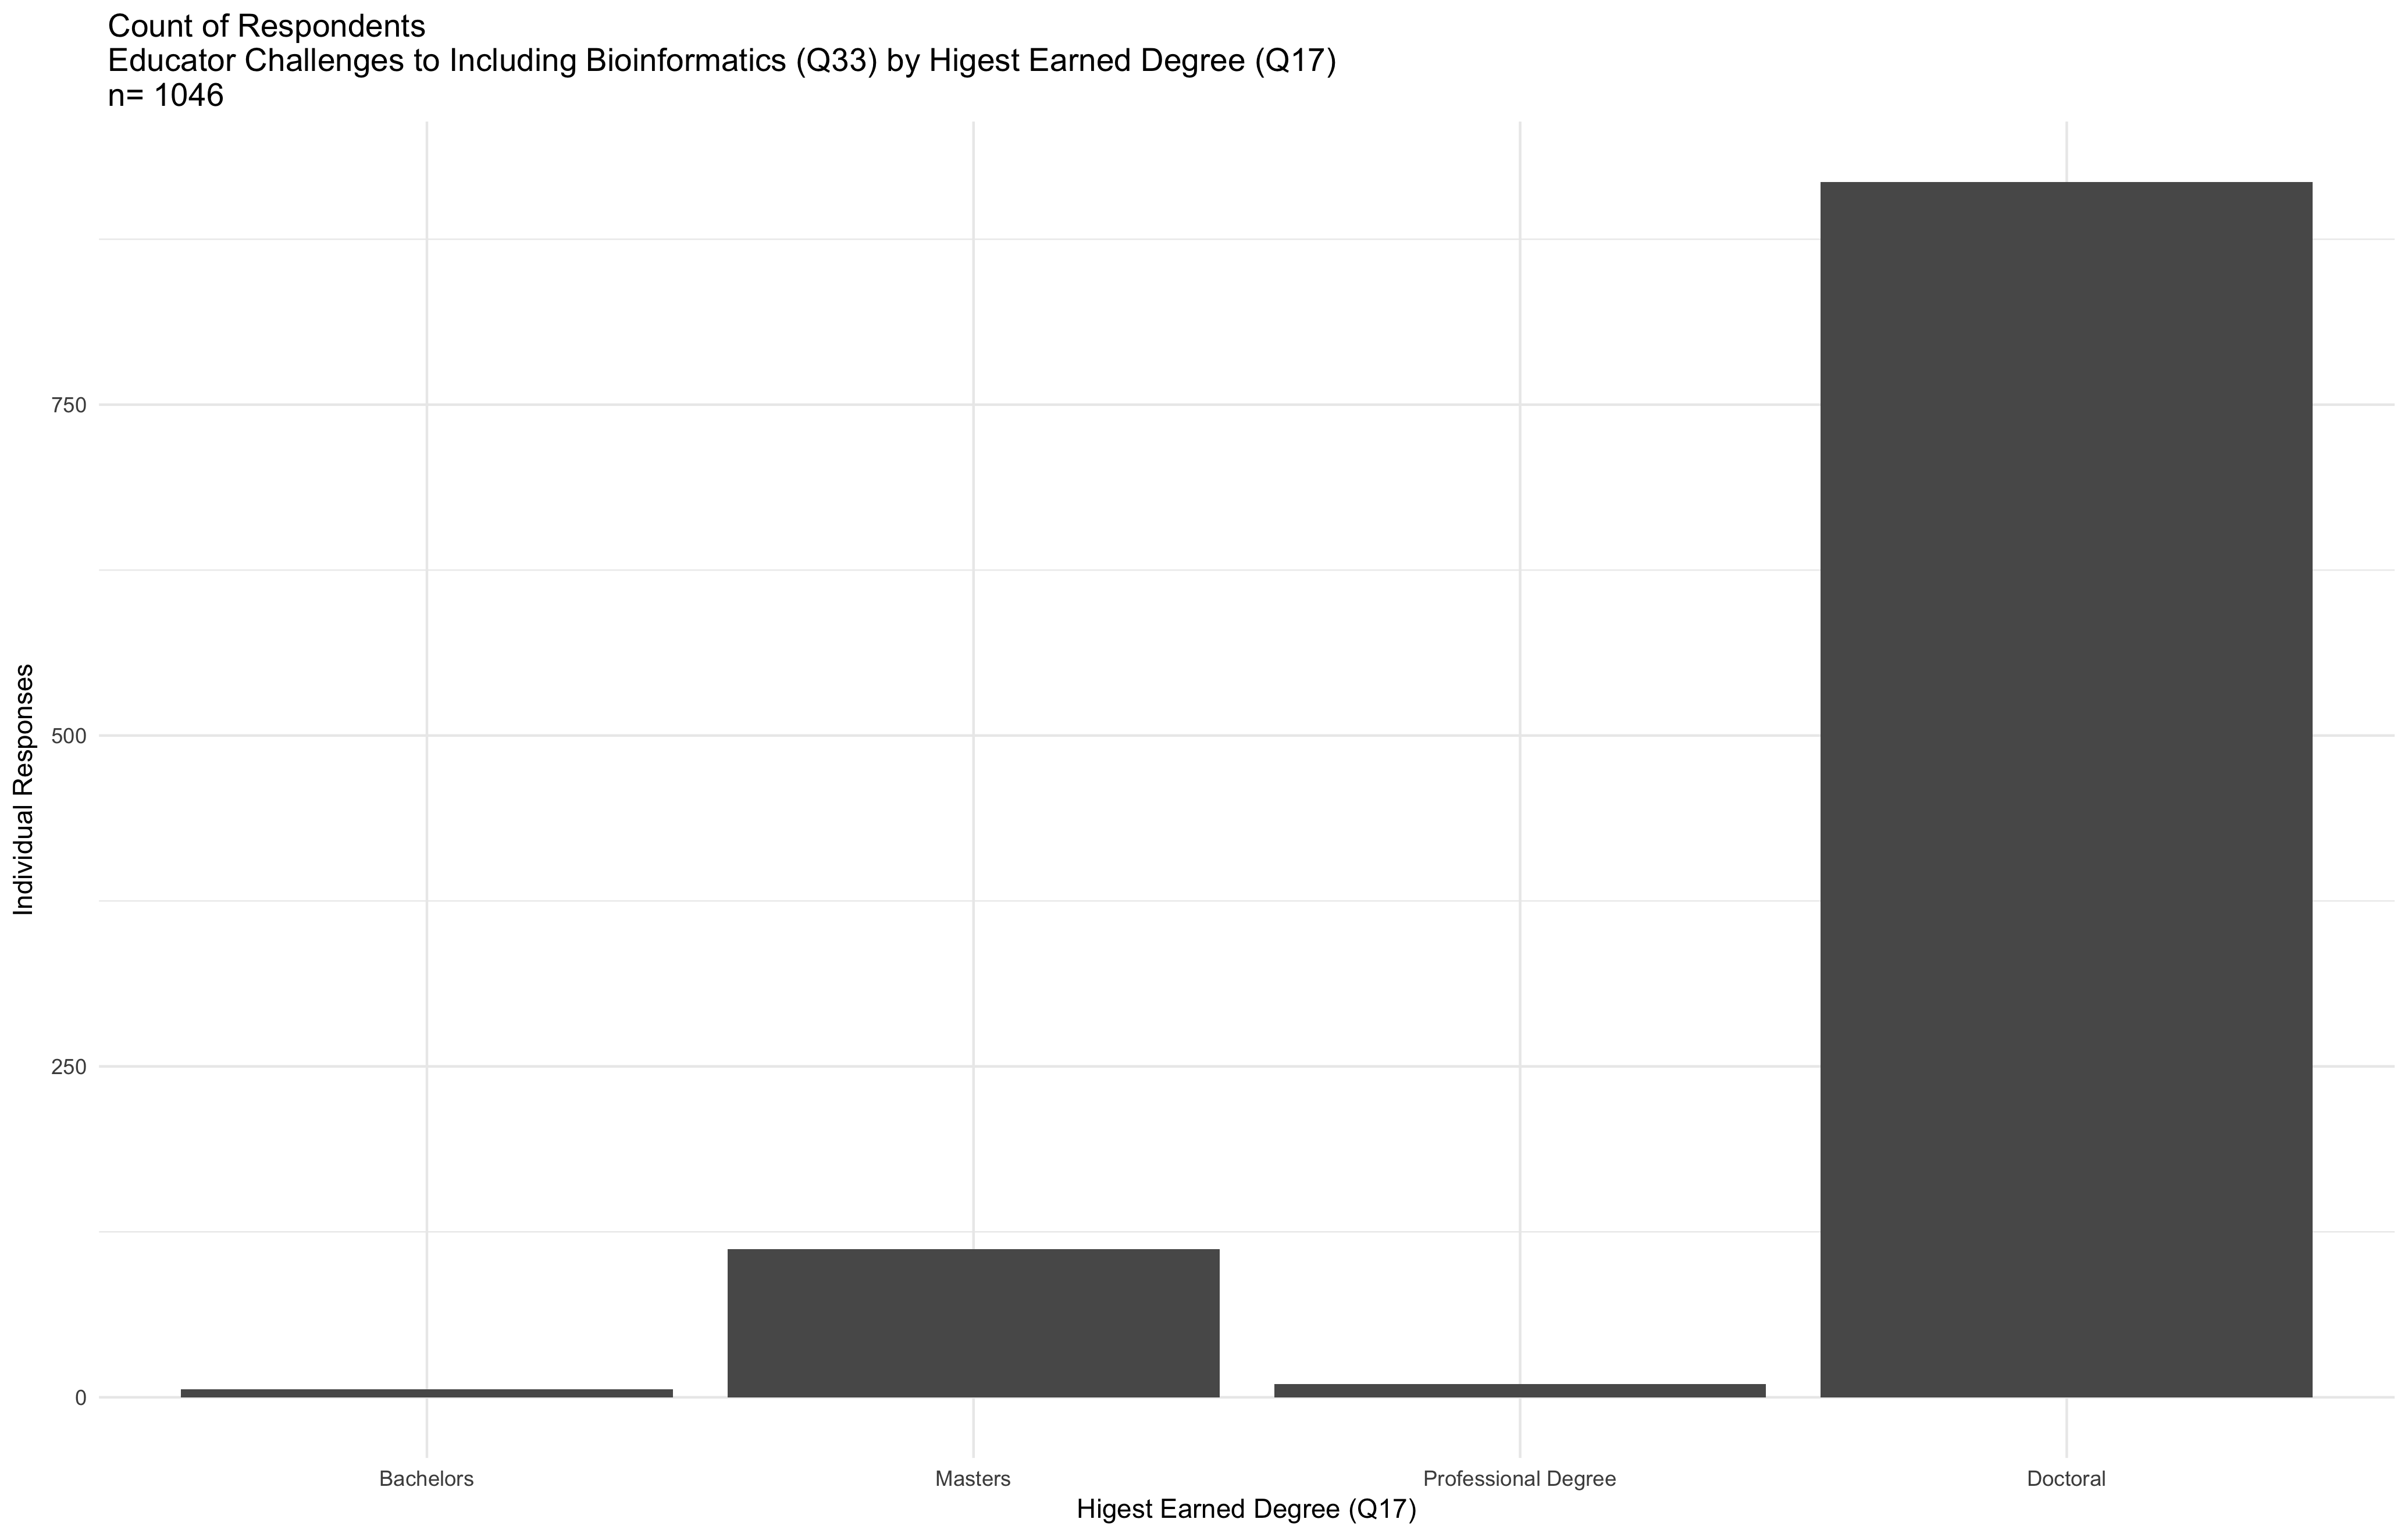 Count of Respondents
Educator Challenges to Including Bioinformatics (Q33) by Higest Earned Degree (Q17)
n= 1046
Individual Responses
750
500
250
0
Bachelors
Masters
Professional Degree
Doctoral
Higest Earned Degree (Q17)